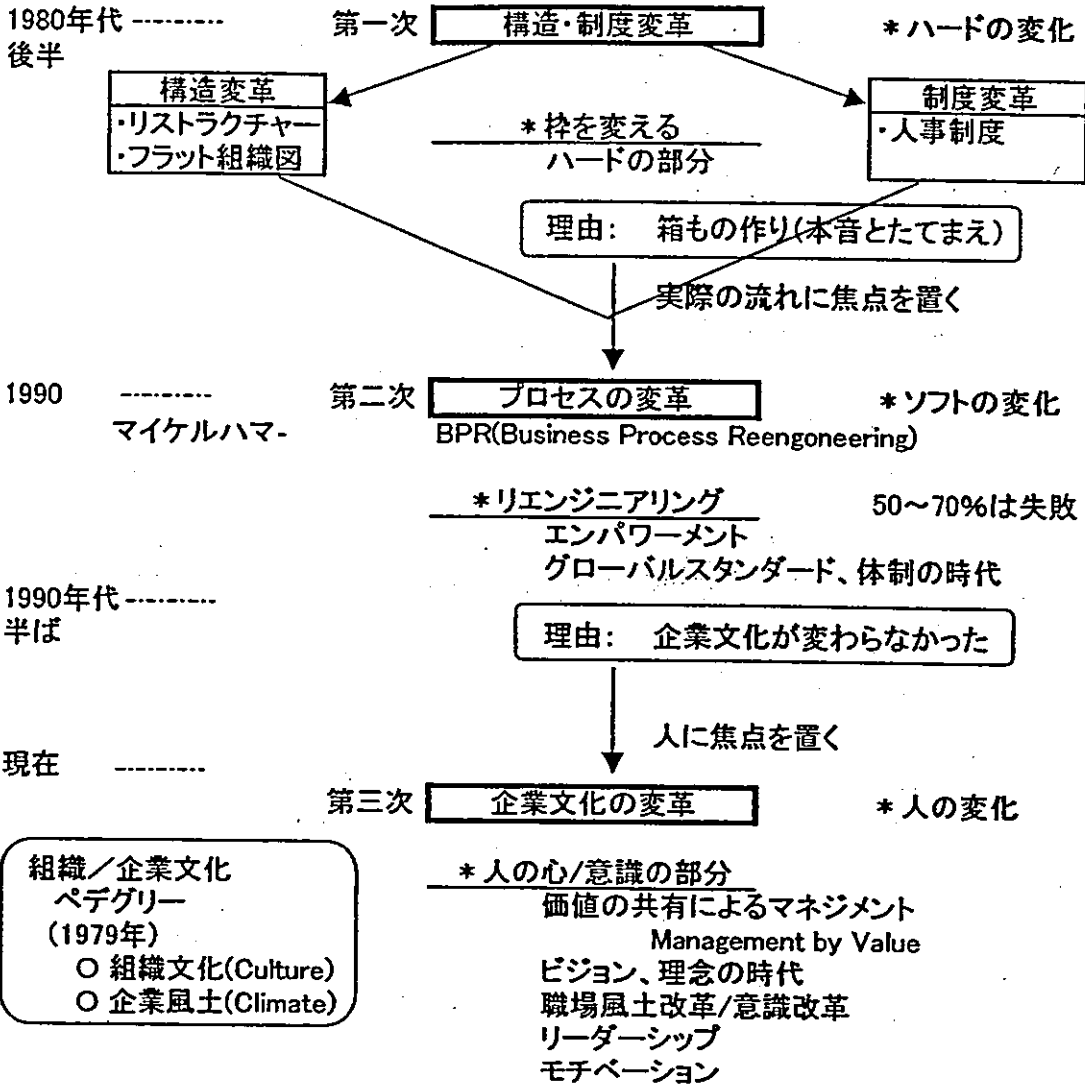 1980年代 ----------
後半
第一次 構造・制度変革 *ハードの変化
構造変革
・リストラクチャー
・フラット組織図
*枠を変える
ハードの部分
制度変革
・人事制度
理由: 箱もの作り(本音とたてまえ)
実際の流れに焦点を置く
1990 ----------
マイケルハマ-
第二次 プロセスの変革 *ソフトの変化
BPR(Business Process Reengoneering)
*リエンジニアリング 50～70%は失敗
エンパワーメント
グローバルスタンダード、体制の時代
1990年代 ----------
半ば
理由: 企業文化が変わらなかった
人に焦点を置く
現在 ----------
第三次 企業文化の変革 *人の変化
組織／企業文化
ペデグリー
(1979年)
○ 組織文化(Culture)
○ 企業風土(Climate)
*人の心/意識の部分
価値の共有によるマネジメント
Management by Value
ビジョン、理念の時代
職場風土改革/意識改革
リーダーシップ
モチベーション